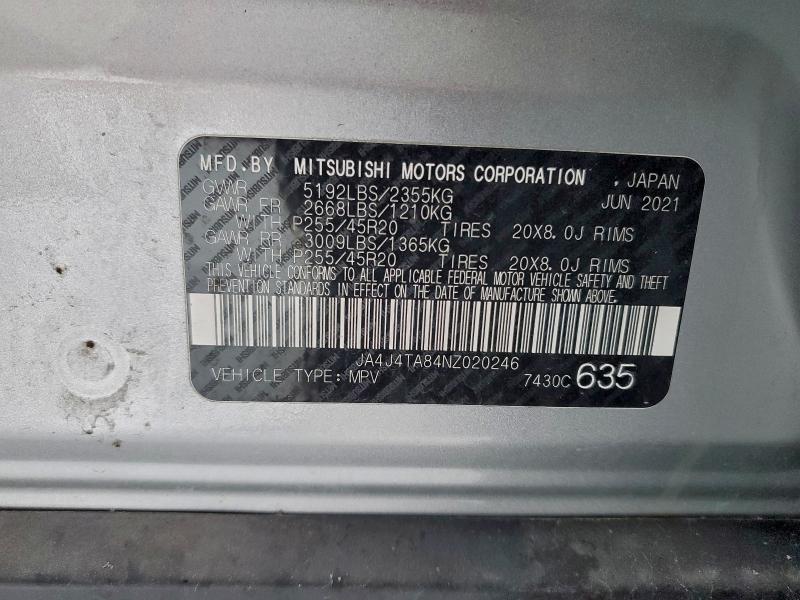 MFD.BY MITSUBISHI MOTORS CORPORATION , JAPAN
GVWR 5192LBS/2355KG JUN 2021
GAWR FR 2668LBS/1210KG
WITH P255/45R20 TIRES 20X8.0J RIMS
GAWR RR 3009LBS/1365KG
WITH P255/45R20 TIRES 20X8.0J RIMS
THIS VEHICLE CONFORMS TO ALL APPLICABLE FEDERAL MOTOR VEHICLE SAFETY AND THEFT
PREVENTION STANDARDS IN EFFECT ON THE DATE OF MANUFACTURE SHOWN ABOVE.
JA4J4TA84NZ020246
VEHICLE TYPE: MPV 7430C 635